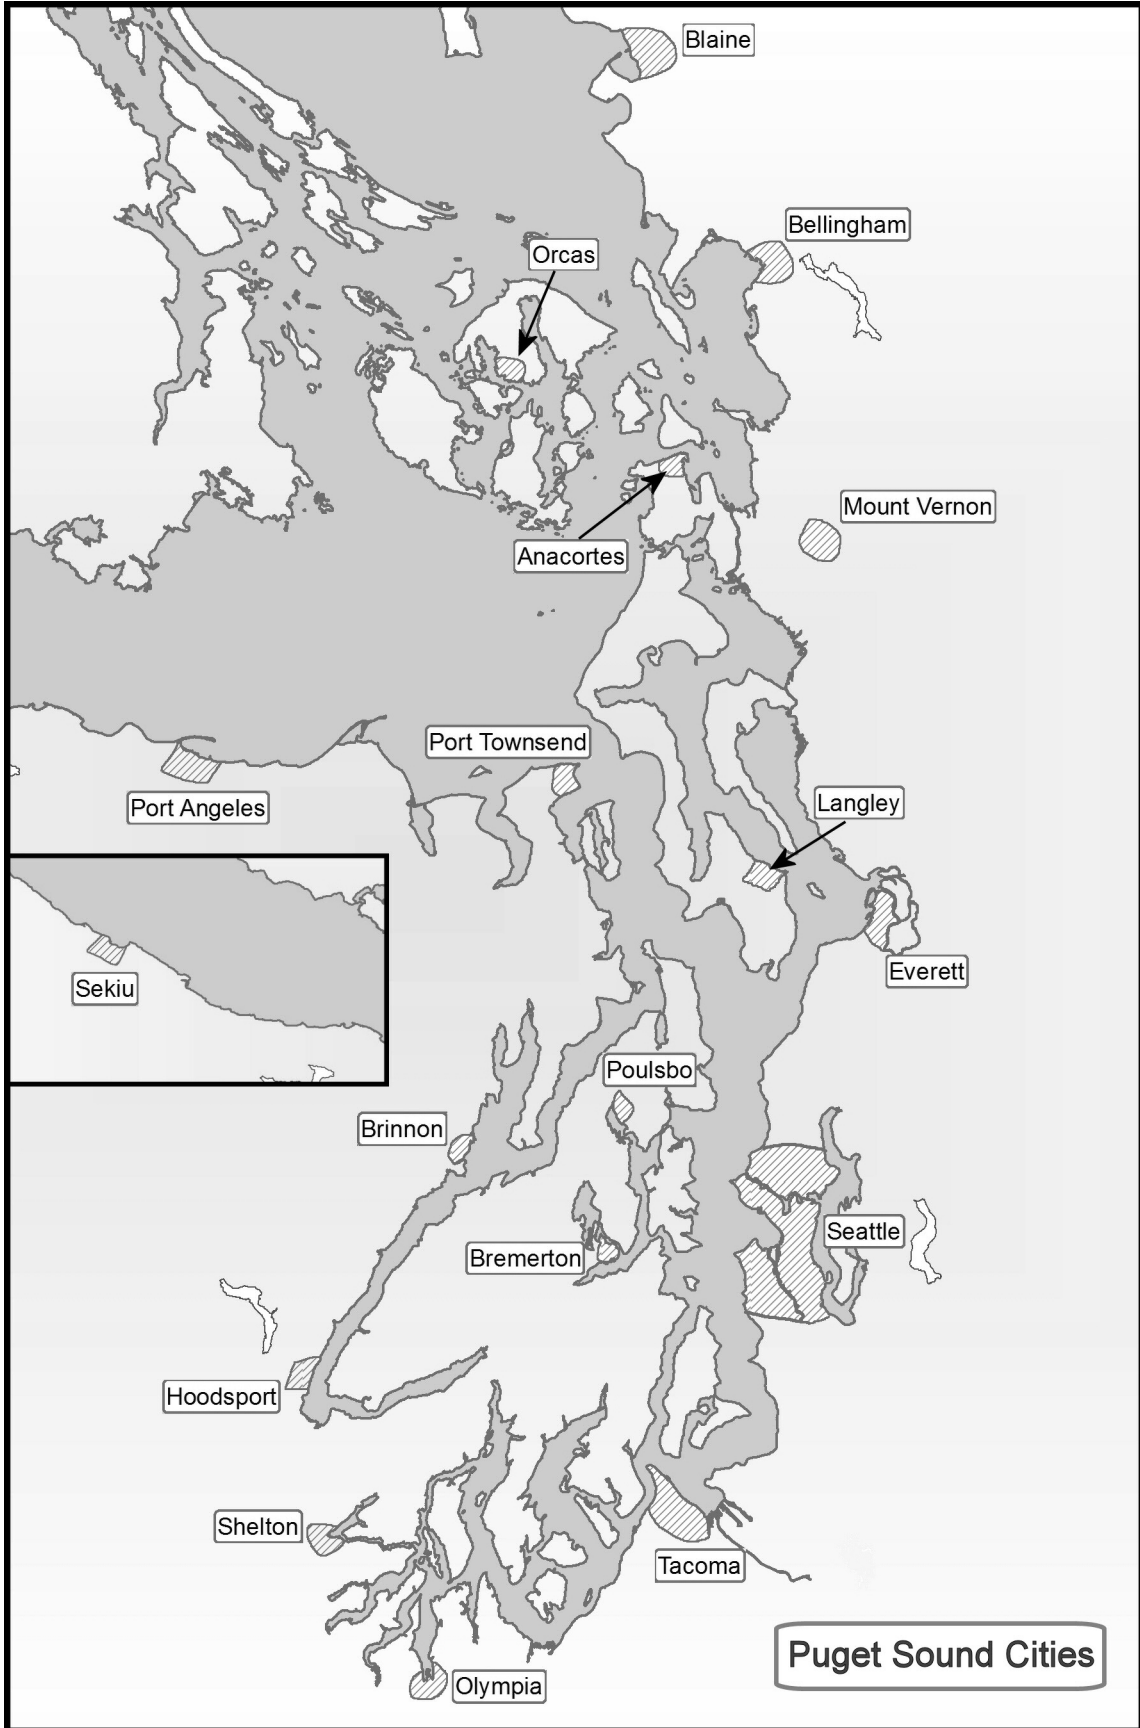 Blaine
Bellingham
Orcas
Mount Vernon
Anacortes
Port Townsend
Port Angeles
Langley
Everett
Sekiu
Poulsbo
Brinnon
Seattle
Bremerton
Hoodsport
Shelton
Tacoma
Puget Sound Cities
Olympia